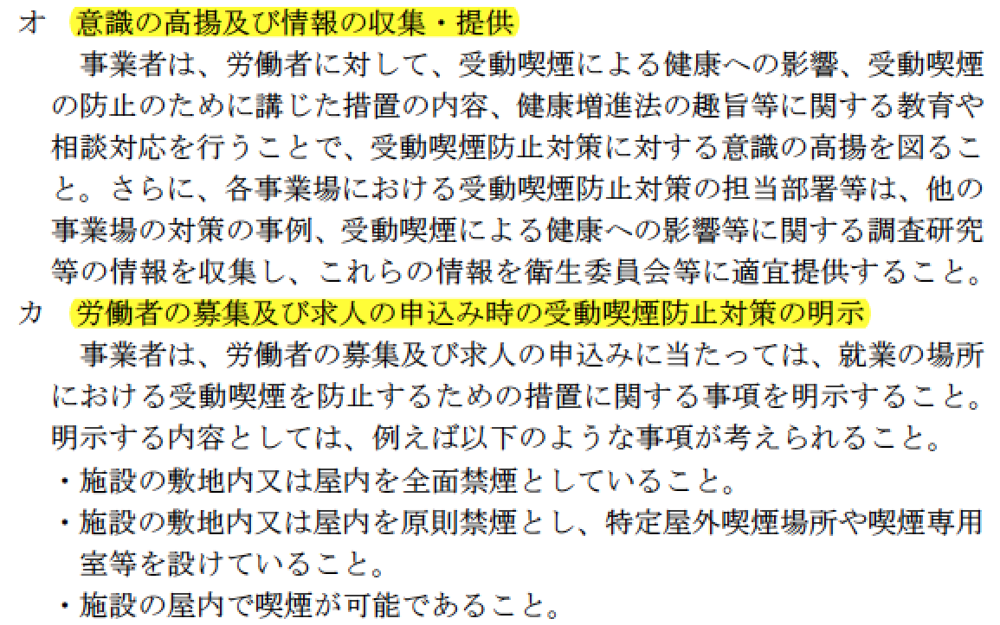 オ　意識の高揚及び情報の収集・提供
事業者は、労働者に対して、受動喫煙による健康への影響、受動喫煙
の防止のために講じた措置の内容、健康増進法の趣旨等に関する教育や
相談対応を行うことで、受動喫煙防止対策に対する意識の高揚を図るこ
と。さらに、各事業場における受動喫煙防止対策の担当部署等は、他の
事業場の対策の事例、受動喫煙による健康への影響等に関する調査研究
等の情報を収集し、これらの情報を衛生委員会等に適宜提供すること。
カ　労働者の募集及び求人の申込み時の受動喫煙防止対策の明示
事業者は、労働者の募集及び求人の申込みに当たっては、就業の場所
における受動喫煙を防止するための措置に関する事項を明示すること。
明示する内容としては、例えば以下のような事項が考えられること。
・施設の敷地内又は屋内を全面禁煙としていること。
・施設の敷地内又は屋内を原則禁煙とし、特定屋外喫煙場所や喫煙専用
室等を設けていること。
・施設の屋内で喫煙が可能であること。